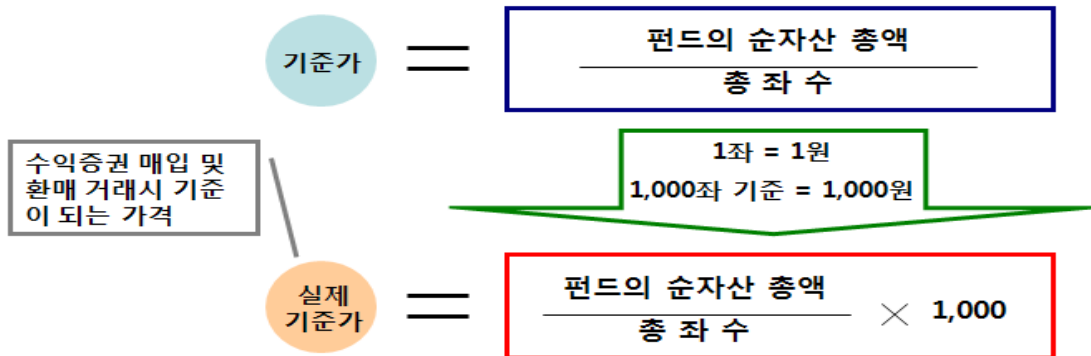 기준가
=
펀드의 순자산 총액
총 좌 수
수익증권 매입 및
환매 거래시 기준
이 되는 가격
1좌 = 1원
1,000좌 기준 = 1,000원
실제
기준가
=
펀드의 순자산 총액
총 좌 수
× 1,000